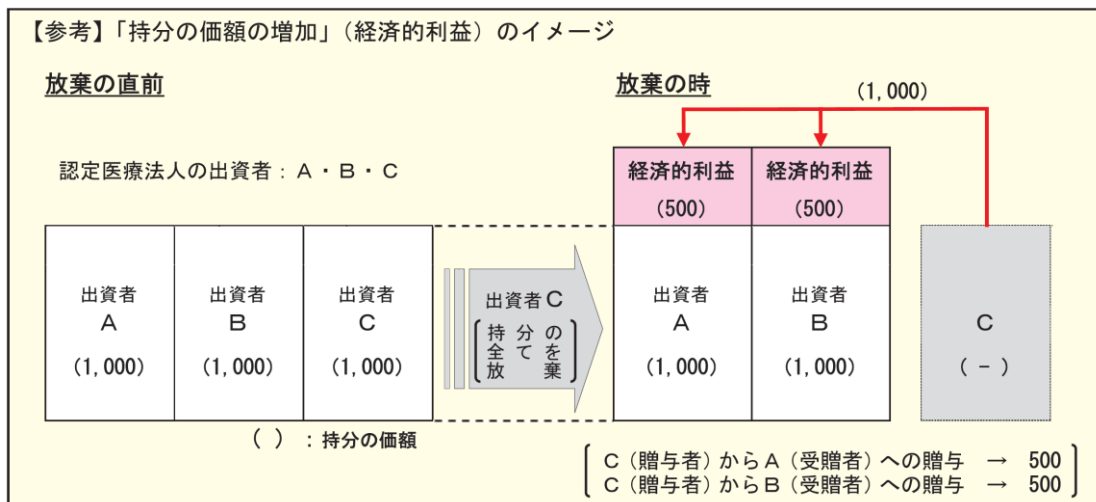 【参考】「持分の価額の増加」（経済的利益）のイメージ
放棄の直前
認定医療法人の出資者：Ａ・Ｂ・Ｃ
出資者
Ａ
(1,000)
出資者
Ｂ
(1,000)
出資者
Ｃ
(1,000)
（　）：持分の価額
出資者Ｃ
持分の
全てを
放棄
放棄の時
(1,000)
経済的利益
(500)
経済的利益
(500)
出資者
Ａ
(1,000)
出資者
Ｂ
(1,000)
Ｃ
(－)
Ｃ（贈与者）からＡ（受贈者）への贈与　→　500
Ｃ（贈与者）からＢ（受贈者）への贈与　→　500